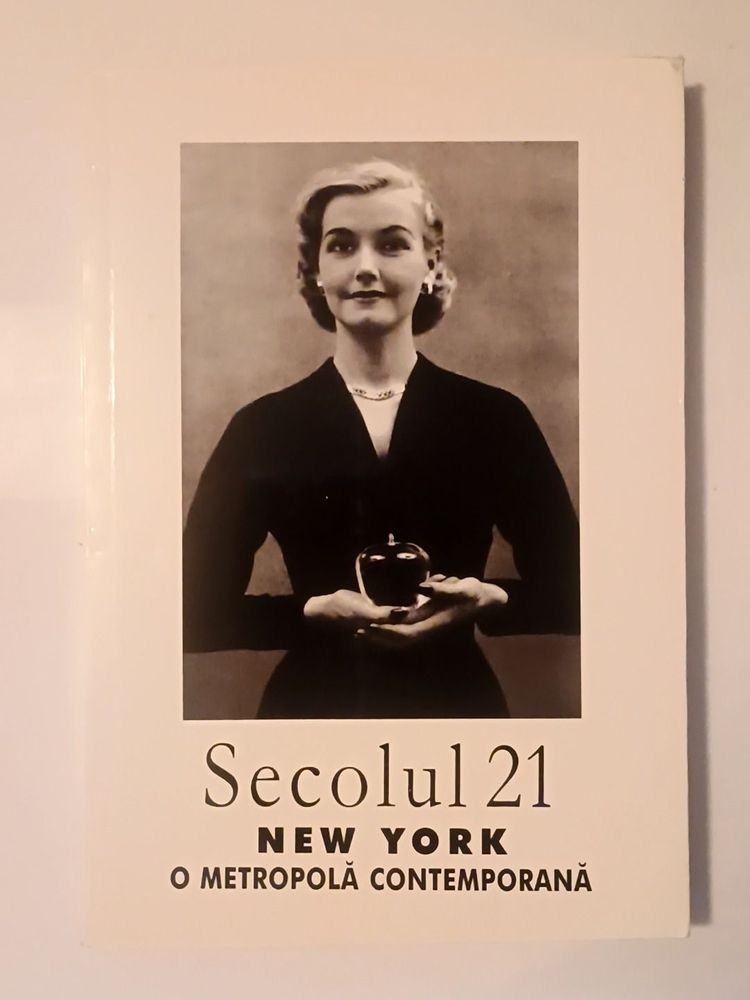 Secolul 21
NEW YORK
O METROPOLĂ CONTEMPORANĂ